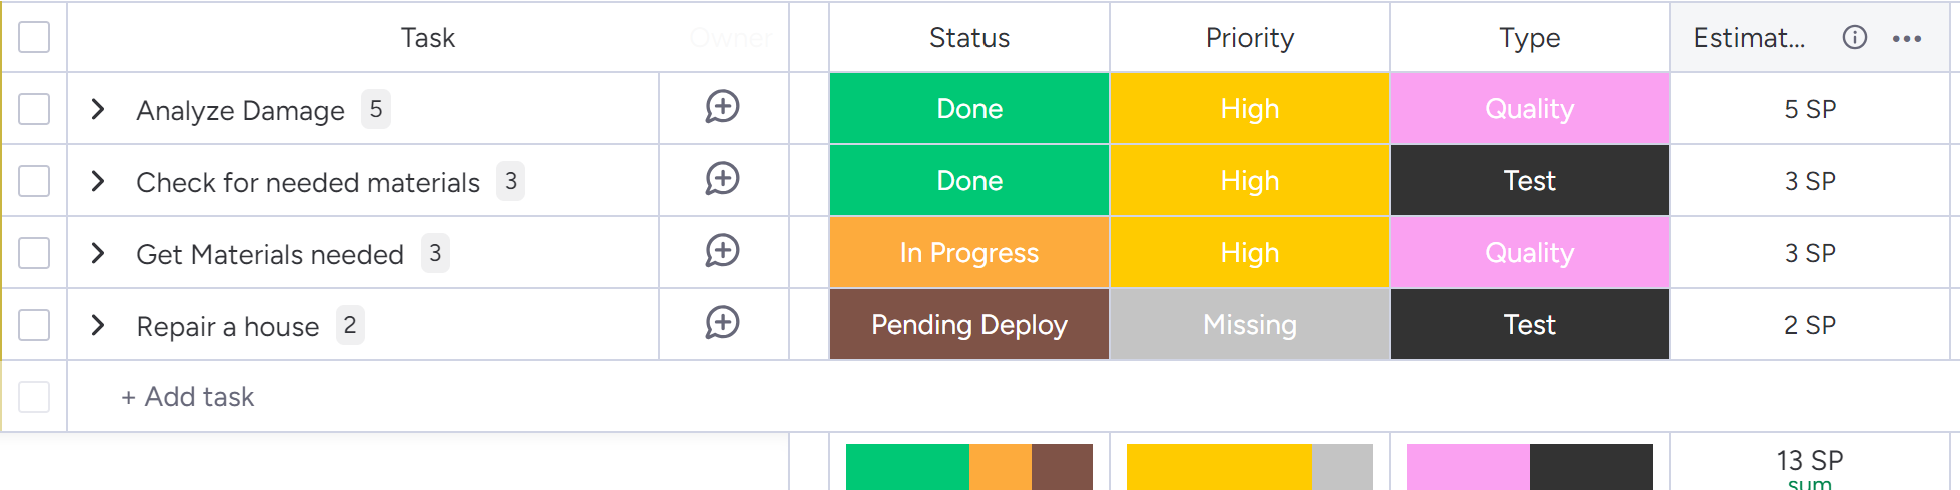 Task Owner Status Priority Type Estimat...
Analyze Damage 5 Done High Quality 5 SP
Check for needed materials 3 Done High Test 3 SP
Get Materials needed 3 In Progress High Quality 3 SP
Repair a house 2 Pending Deploy Missing Test 2 SP
+ Add task
13 SP
sum